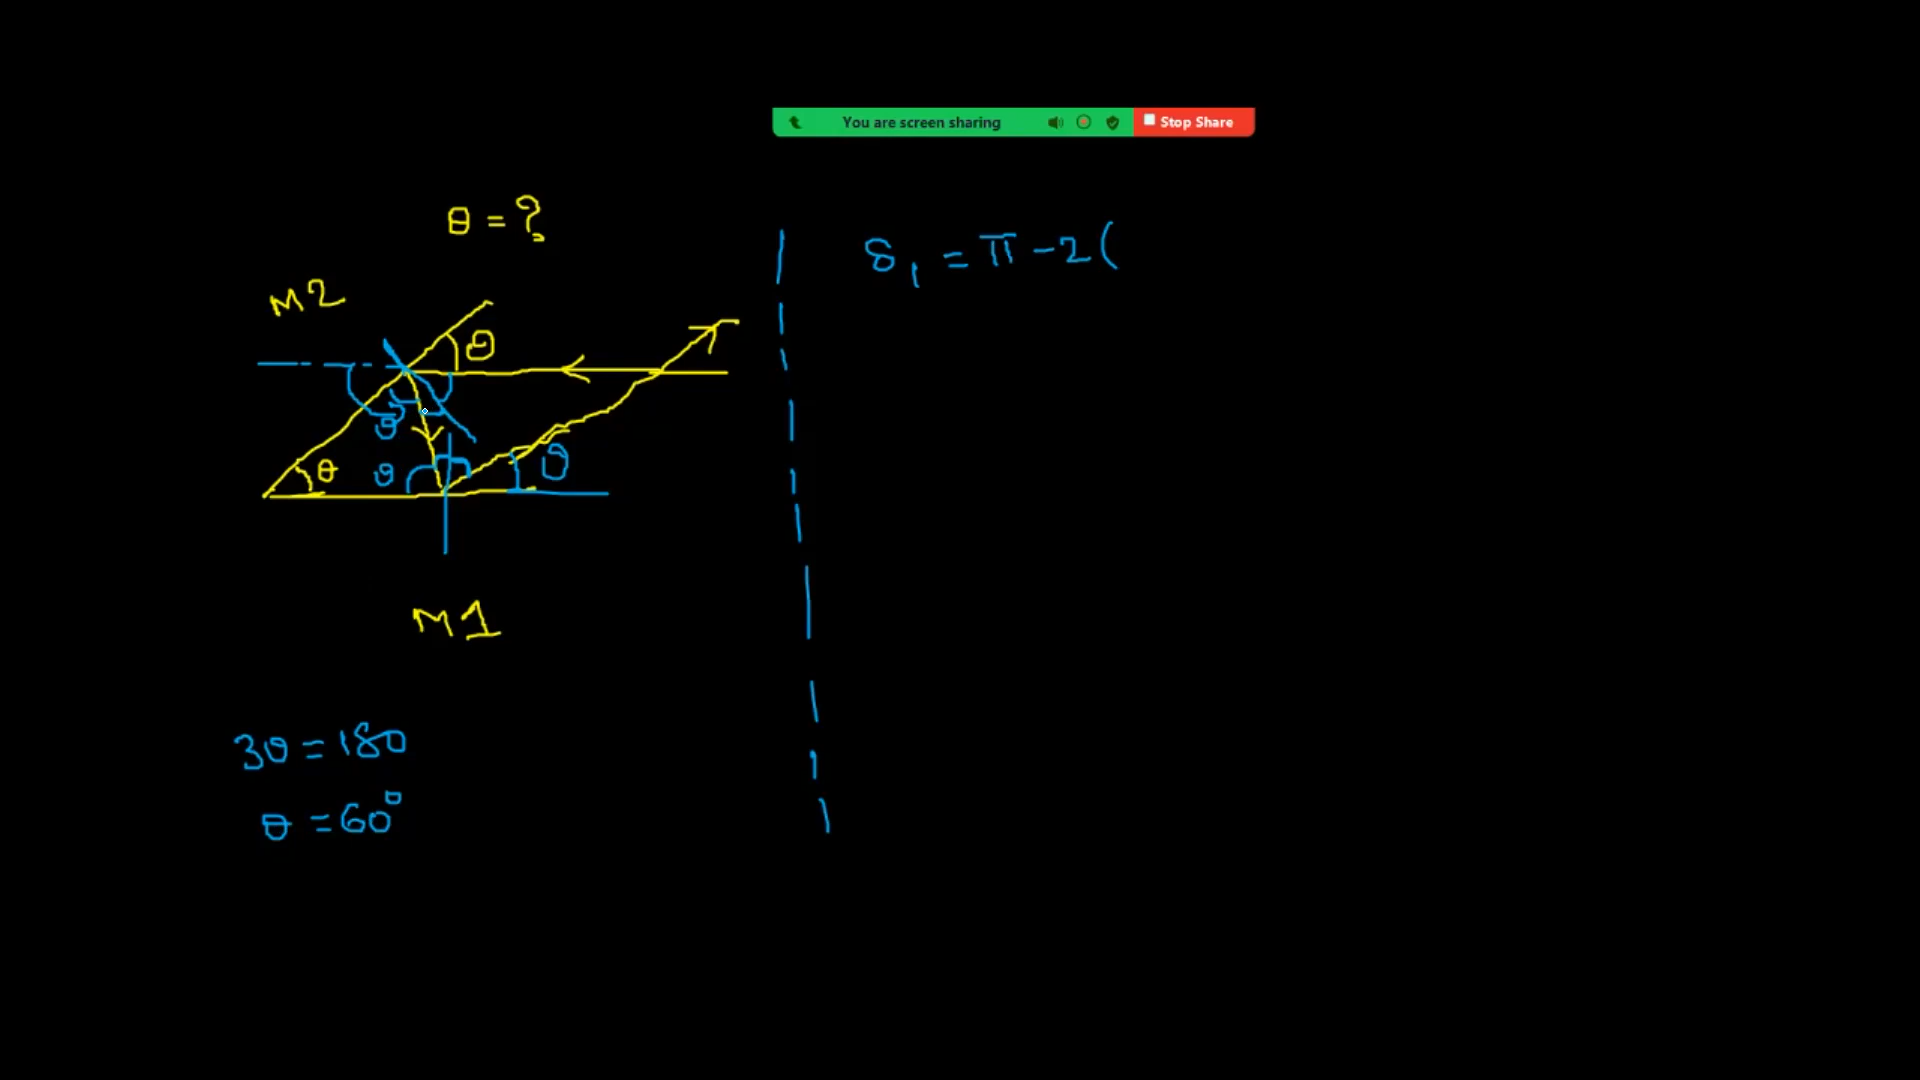 You are screen sharing
Stop Share
θ = ?
δ₁ = π - 2(
M2
θ
θ
θ
θ
θ
M1
3θ = 180
θ = 60°